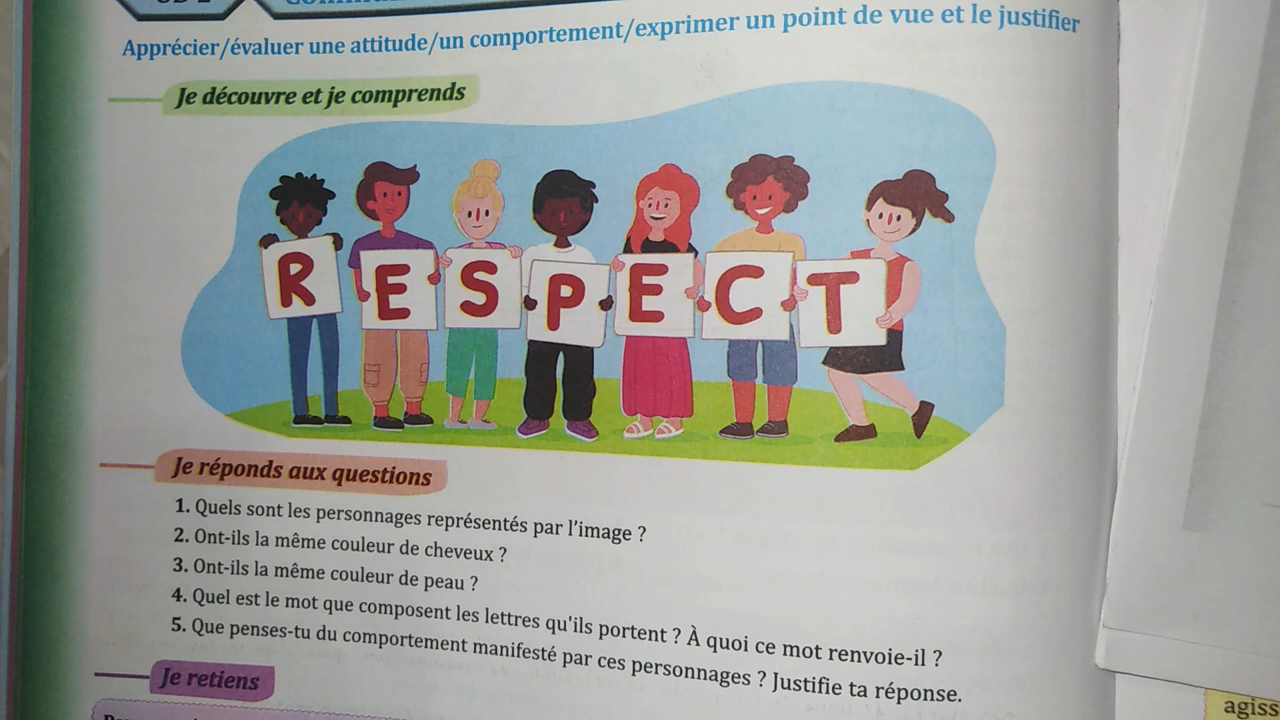 Apprécier/évaluer une attitude/un comportement/exprimer un point de vue et le justifier
Je découvre et je comprends
R E S P E C T
Je réponds aux questions
1. Quels sont les personnages représentés par l'image ?
2. Ont-ils la même couleur de cheveux ?
3. Ont-ils la même couleur de peau ?
4. Quel est le mot que composent les lettres qu'ils portent ? À quoi ce mot renvoie-il ?
5. Que penses-tu du comportement manifesté par ces personnages ? Justifie ta réponse.
Je retiens
agiss